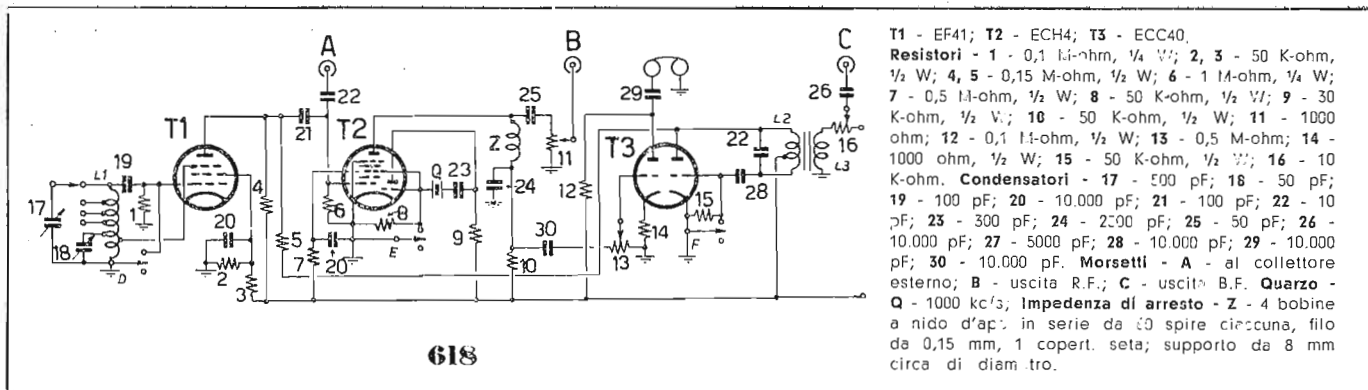 A
B
C
22
25
29
26
T1
21
T2
Z
11
T3
L2
22
16
L3
19
L1
17
18
1
20
4
6
Q
23
8
24
12
15
28
14
D
2
3
5
7
20
E
9
10
30
13
F
618
T1 - EF41; T2 - ECH4; T3 - ECC40.
Resistori - 1 - 0,1 M-ohm, ¼ W; 2, 3 - 50 K-ohm,
½ W; 4, 5 - 0,15 M-ohm, ½ W; 6 - 1 M-ohm, ¼ W;
7 - 0,5 M-ohm, ½ W; 8 - 50 K-ohm, ½ W; 9 - 30
K-ohm, ½ W; 10 - 50 K-ohm, ½ W; 11 - 1000
ohm; 12 - 0,1 M-ohm, ½ W; 13 - 0,5 M-ohm; 14 -
1000 ohm, ½ W; 15 - 50 K-ohm, ½ W; 16 - 10
K-ohm. Condensatori - 17 - 500 pF; 18 - 50 pF;
19 - 100 pF; 20 - 10.000 pF; 21 - 100 pF; 22 - 10
pF; 23 - 300 pF; 24 - pF; 25 - 50 pF; 26 -
10.000 pF; 27 - 5000 pF; 28 - 10.000 pF; 29 - 10.000
pF; 30 - 10.000 pF. Morsetti - A - al collettore
esterno; B - uscita R.F.; C - uscita B.F. Quarzo -
Q - 1000 kc/s; Impedenza di arresto - Z - 4 bobine
a nido d'ap. in serie da spire ciascuna, filo
da 0,15 mm, 1 copert. seta; supporto da 8 mm
circa di diametro.